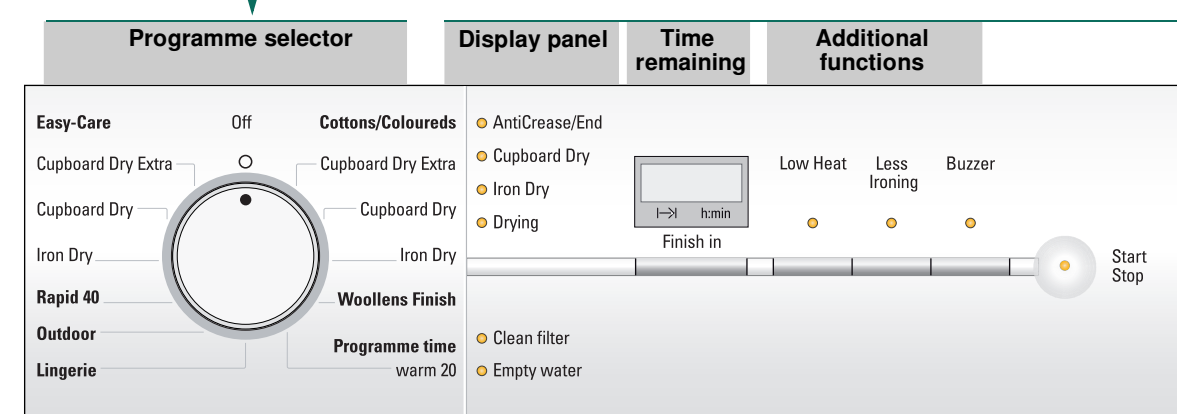 Programme selector
Display panel
Time
remaining
Additional
functions
Easy-Care
Off
Cottons/Coloureds
Cupboard Dry Extra
Cupboard Dry Extra
Cupboard Dry
Cupboard Dry
Iron Dry
Iron Dry
Rapid 40
Woollens Finish
Outdoor
Programme time
Lingerie
warm 20
AntiCrease/End
Cupboard Dry
Iron Dry
Drying
h:min
Finish in
Low Heat
Less
Ironing
Buzzer
Start
Stop
Clean filter
Empty water